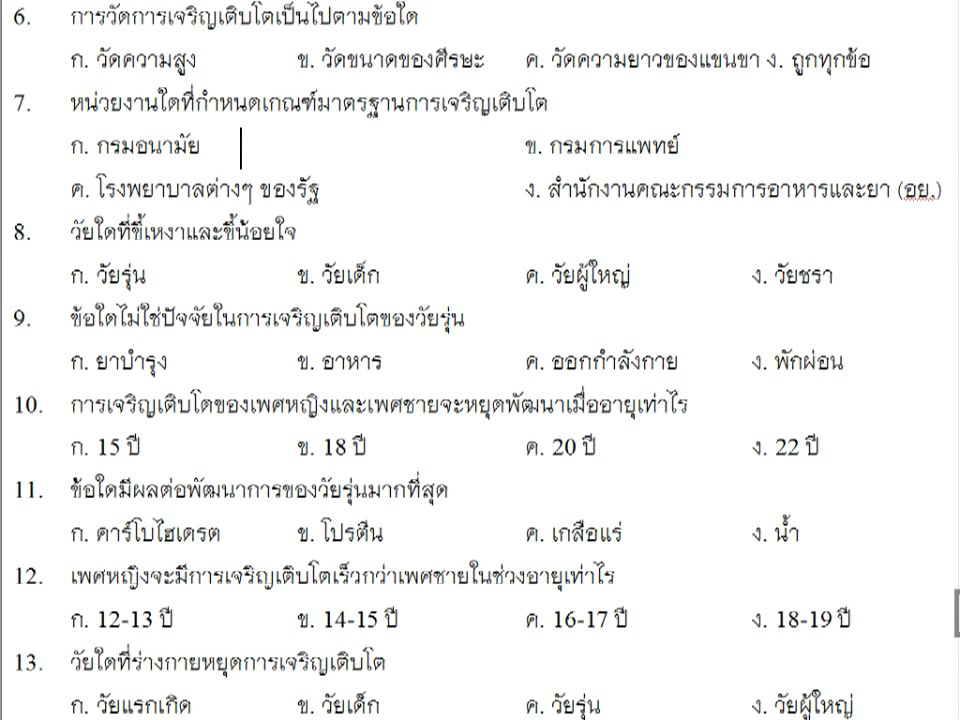 6. การวัดการเจริญเติบโตเป็นไปตามข้อใด
ก. วัดความสูง ข. วัดขนาดของศีรษะ ค. วัดความยาวของแขนขา ง. ถูกทุกข้อ
7. หน่วยงานใดที่กำหนดเกณฑ์มาตรฐานการเจริญเติบโต
ก. กรมอนามัย ข. กรมการแพทย์
ค. โรงพยาบาลต่างๆ ของรัฐ ง. สำนักงานคณะกรรมการอาหารและยา (อย.)
8. วัยใดที่ขี้เหงาและขี้น้อยใจ
ก. วัยรุ่น ข. วัยเด็ก ค. วัยผู้ใหญ่ ง. วัยชรา
9. ข้อใดไม่ใช่ปัจจัยในการเจริญเติบโตของวัยรุ่น
ก. ยาบำรุง ข. อาหาร ค. ออกกำลังกาย ง. พักผ่อน
10. การเจริญเติบโตของเพศหญิงและเพศชายจะหยุดพัฒนาเมื่ออายุเท่าไร
ก. 15 ปี ข. 18 ปี ค. 20 ปี ง. 22 ปี
11. ข้อใดมีผลต่อพัฒนาการของวัยรุ่นมากที่สุด
ก. คาร์โบไฮเดรต ข. โปรตีน ค. เกลือแร่ ง. น้ำ
12. เพศหญิงจะมีการเจริญเติบโตเร็วกว่าเพศชายในช่วงอายุเท่าไร
ก. 12-13 ปี ข. 14-15 ปี ค. 16-17 ปี ง. 18-19 ปี
13. วัยใดที่ร่างกายหยุดการเจริญเติบโต
ก. วัยแรกเกิด ข. วัยเด็ก ค. วัยรุ่น ง. วัยผู้ใหญ่